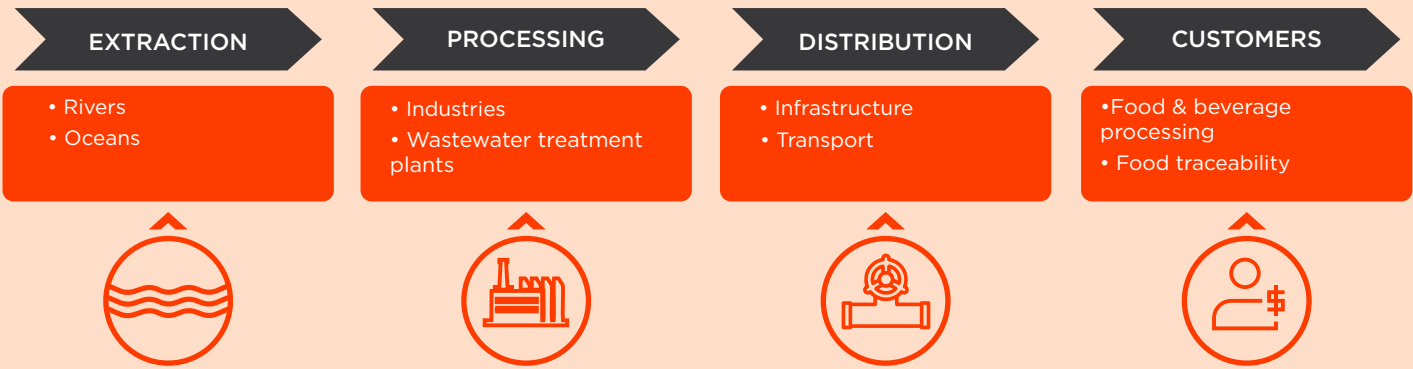 EXTRACTION
• Rivers
• Oceans
PROCESSING
• Industries
• Wastewater treatment
plants
DISTRIBUTION
• Infrastructure
• Transport
CUSTOMERS
•Food & beverage
processing
• Food traceability
$